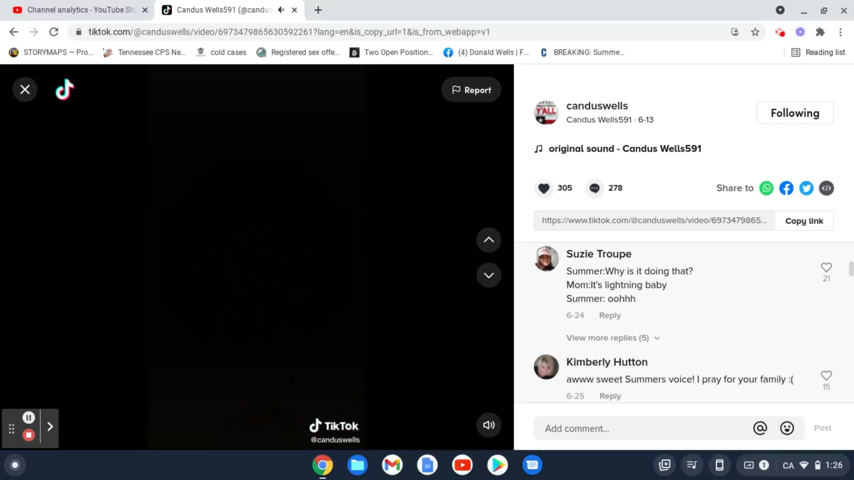 Channel analytics - YouTube Stu
Candus Wells591 (@candus
tiktok.com/@canduswells/video/6973479865630592261?lang=en&is_copy_url=1&is_from_webapp=v1
STORYMAPS — Pro...
Tennessee CPS Ne...
cold cases
Registered sex offe...
Two Open Position...
(4) Donald Wells | F...
BREAKING: Summe...
Reading list
Report
canduswells
Candus Wells591 · 6-13
Following
original sound - Candus Wells591
305
278
Share to
https://www.tiktok.com/@canduswells/video/6973479865...
Copy link
Suzie Troupe
Summer:Why is it doing that?
Mom:It's lightning baby
Summer: oohhh
21
6-24 Reply
View more replies (5)
Kimberly Hutton
awww sweet Summers voice! I pray for your family :(
15
6-25 Reply
TikTok
@canduswells
Add comment...
Post
1
CA
1:26